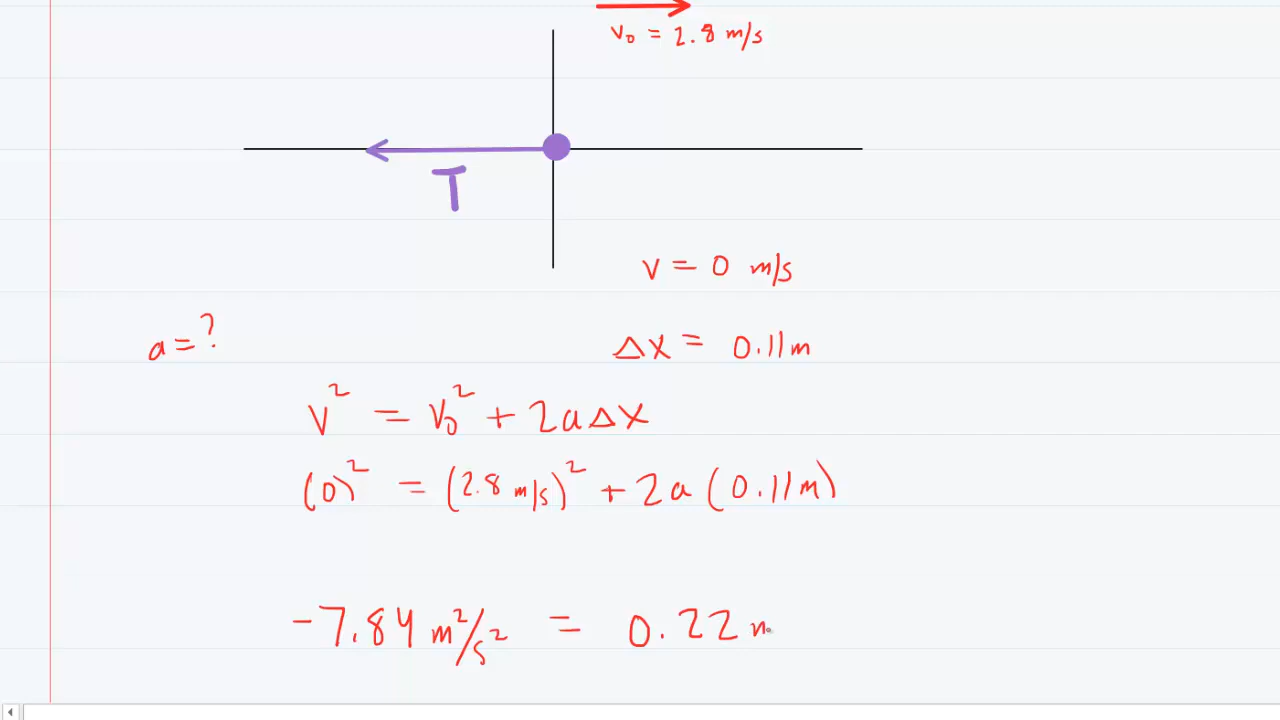 v₀ = 2.8 m/s
T
v = 0 m/s
a = ?
Δx = 0.11m
v² = v₀² + 2aΔx
(0)² = (2.8 m/s)² + 2a (0.11m)
-7.84 m²/s² = 0.22